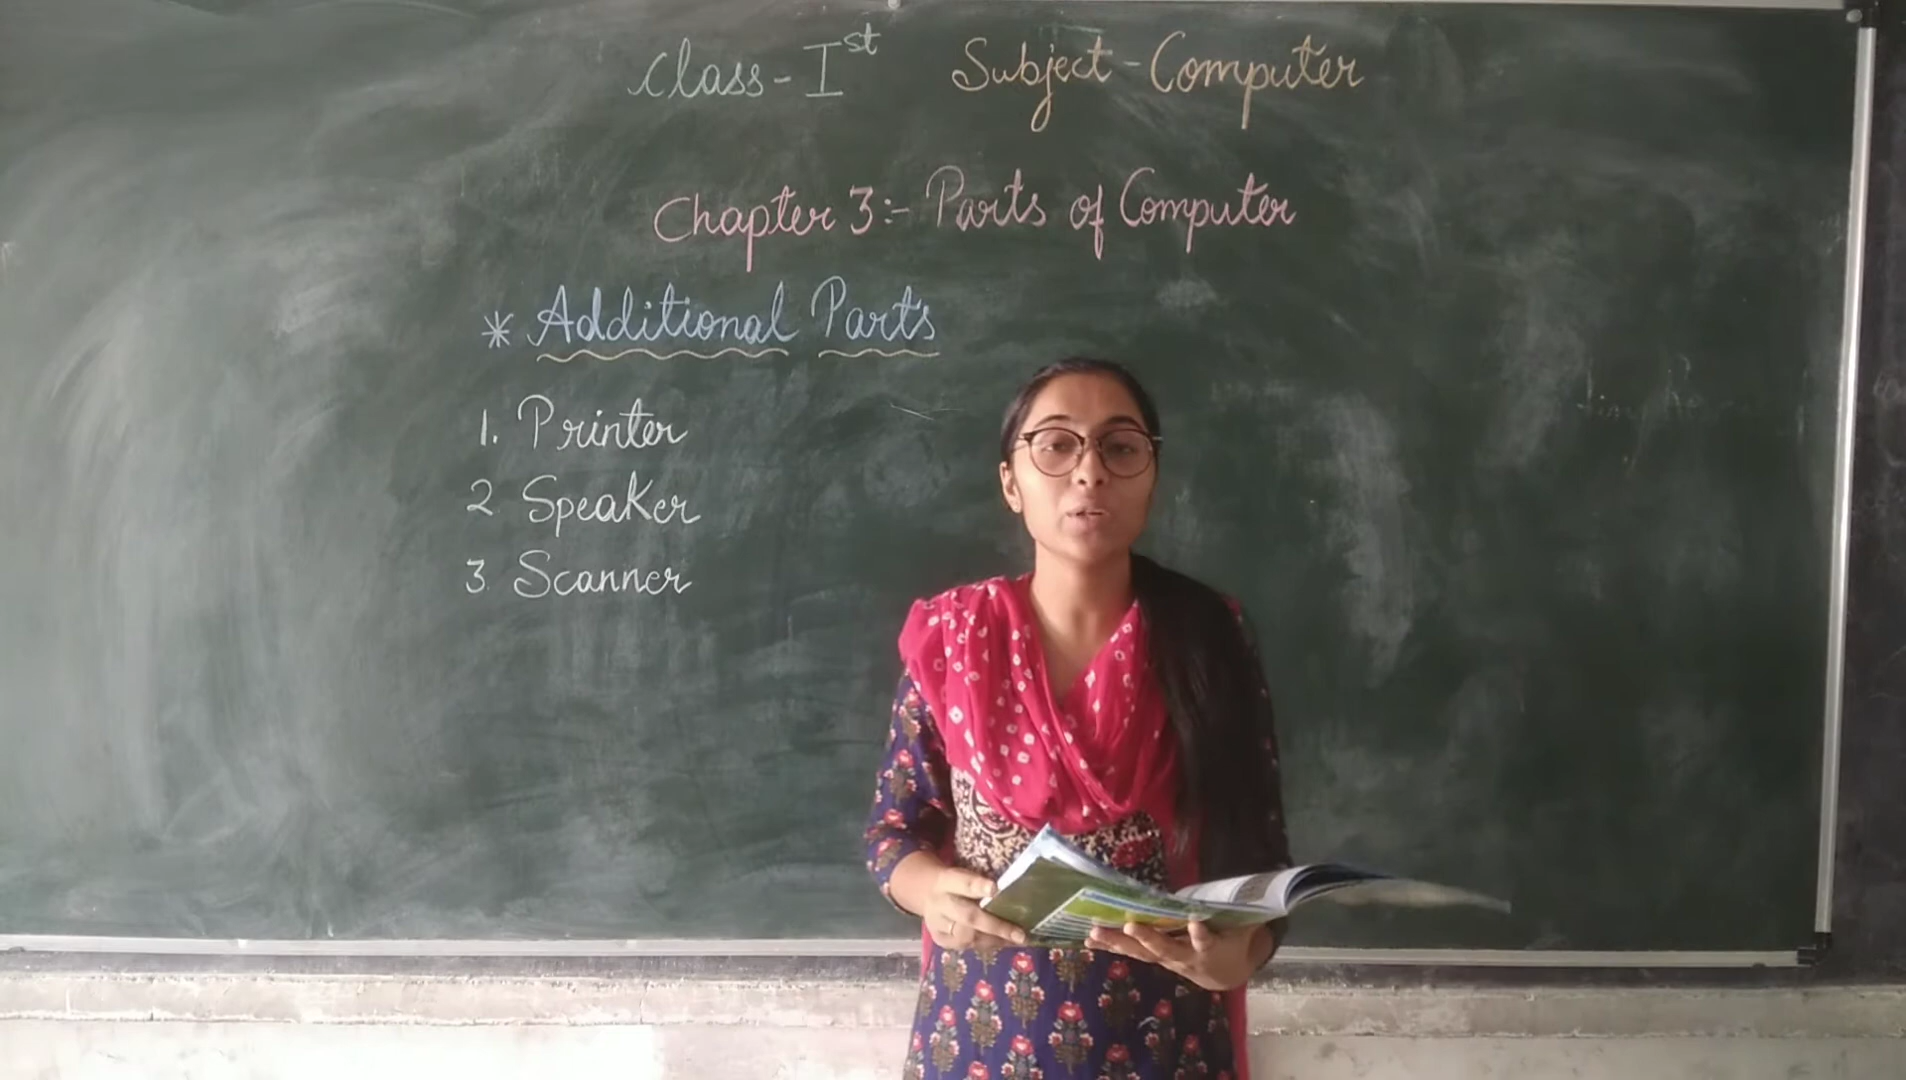 Class - Ist Subject - Computer
Chapter 3:- Parts of Computer
* Additional Parts
1. Printer
2 Speaker
3. Scanner